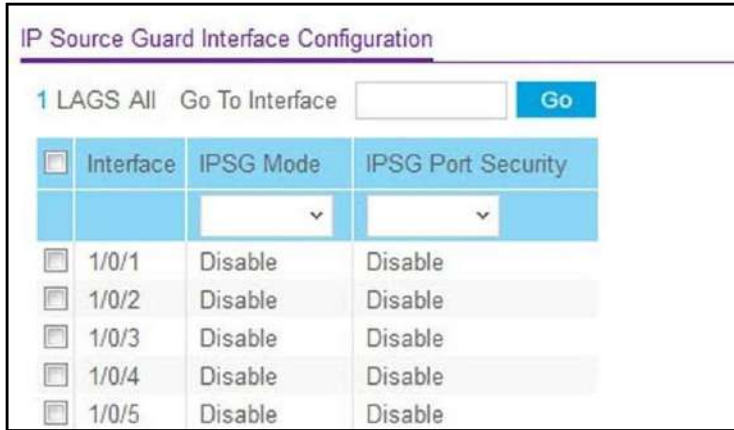 IP Source Guard Interface Configuration
1 LAGS All Go To Interface Go
Interface IPSG Mode IPSG Port Security
1/0/1 Disable Disable
1/0/2 Disable Disable
1/0/3 Disable Disable
1/0/4 Disable Disable
1/0/5 Disable Disable